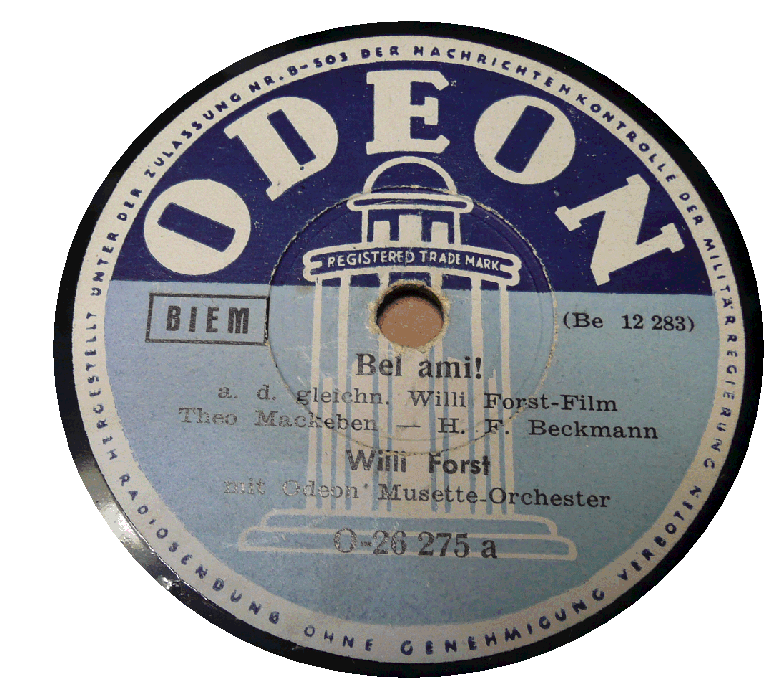 HERGESTELLT UNTER DER ZULASSUNG NR. B-503 DER NACHRICHTENKONTROLLE DER MILITÄRREGIERUNG
ODEON
REGISTERED TRADE MARK
BIEM
(Be 12 283)
Bel ami!
a. d. gleichn. Willi Forst-Film
Theo Mackeben — H. F. Beckmann
Willi Forst
mit Odeon Musette-Orchester
O-26 275 a
RADIOSENDUNG OHNE GENEHMIGUNG VERBOTEN